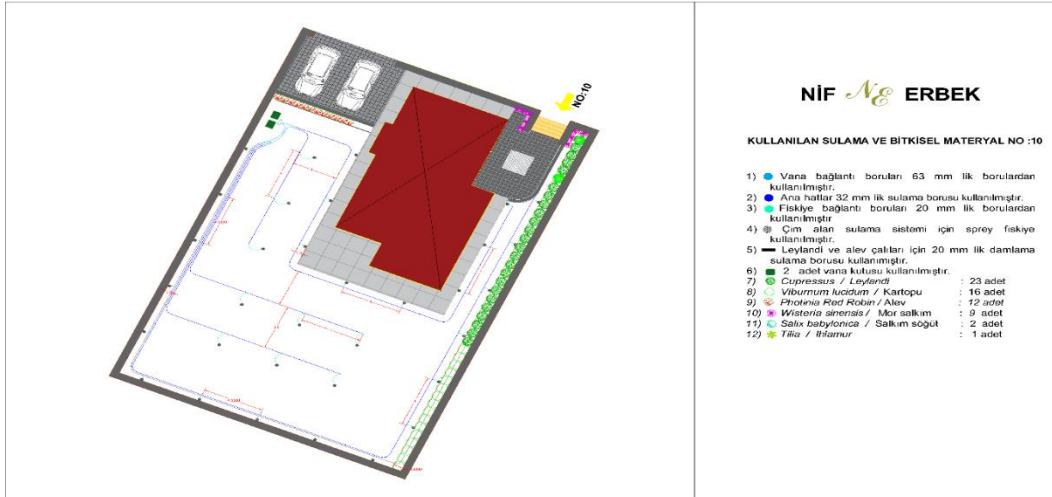 NO:10
NİF NE ERBEK
KULLANILAN SULAMA VE BİTKİSEL MATERYAL NO :10
1) Vana bağlantı boruları 63 mm lik borulardan
kullanılmıştır.
2) Ana hatlar 32 mm lik sulama borusu kullanılmıştır.
3) Fiskiye bağlantı boruları 20 mm lik borulardan
kullanılmıştır
4) Çim alan sulama sistemi için sprey fiskiye
kullanılmıştır.
5) Leylandi ve alev çalıları için 20 mm lik damlama
sulama borusu kullanımıştır.
6) 2 adet vana kutusu kullanılmıştır.
7) Cupressus / Leylandi : 23 adet
8) Viburnum lucidum / Kartopu : 16 adet
9) Photinia Red Robin / Alev : 12 adet
10) Wisteria sinensis / Mor salkım : 9 adet
11) Salix babylonica / Salkım söğüt : 2 adet
12) Tilia / Ihlamur : 1 adet